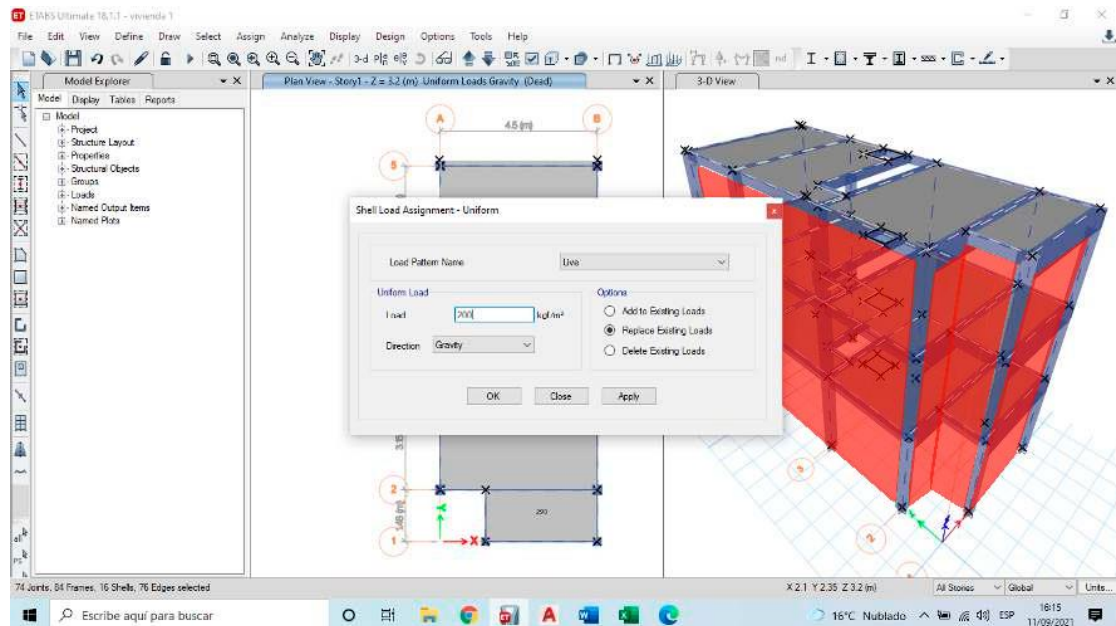 ETABS Ultimate 18.1.1 - vivienda 1
File Edit View Define Draw Select Assign Analyze Display Design Options Tools Help
Model Explorer
Plan View - Story1 - Z = 3.2 (m) Uniform Loads Gravity (Dead)
3-D View
Model Display Tables Reports
Model
Project
Structure Layout
Properties
Structural Objects
Groups
Loads
Named Output Items
Named Plots
A
4.5 (m)
B
5
Shell Load Assignment - Uniform
Load Pattern Name
Live
Uniform Load
Load
200
kgf/m²
Direction
Gravity
Options
Add to Existing Loads
Replace Existing Loads
Delete Existing Loads
OK
Close
Apply
3.15
2
290
1
Y
X
3
2
74 Joints, 84 Frames, 16 Shells, 76 Edges selected
X 2.1 Y 2.35 Z 3.2 (m)
All Stories
Global
Units...
Escribe aquí para buscar
16°C Nublado
ESP
16:15
11/09/2021